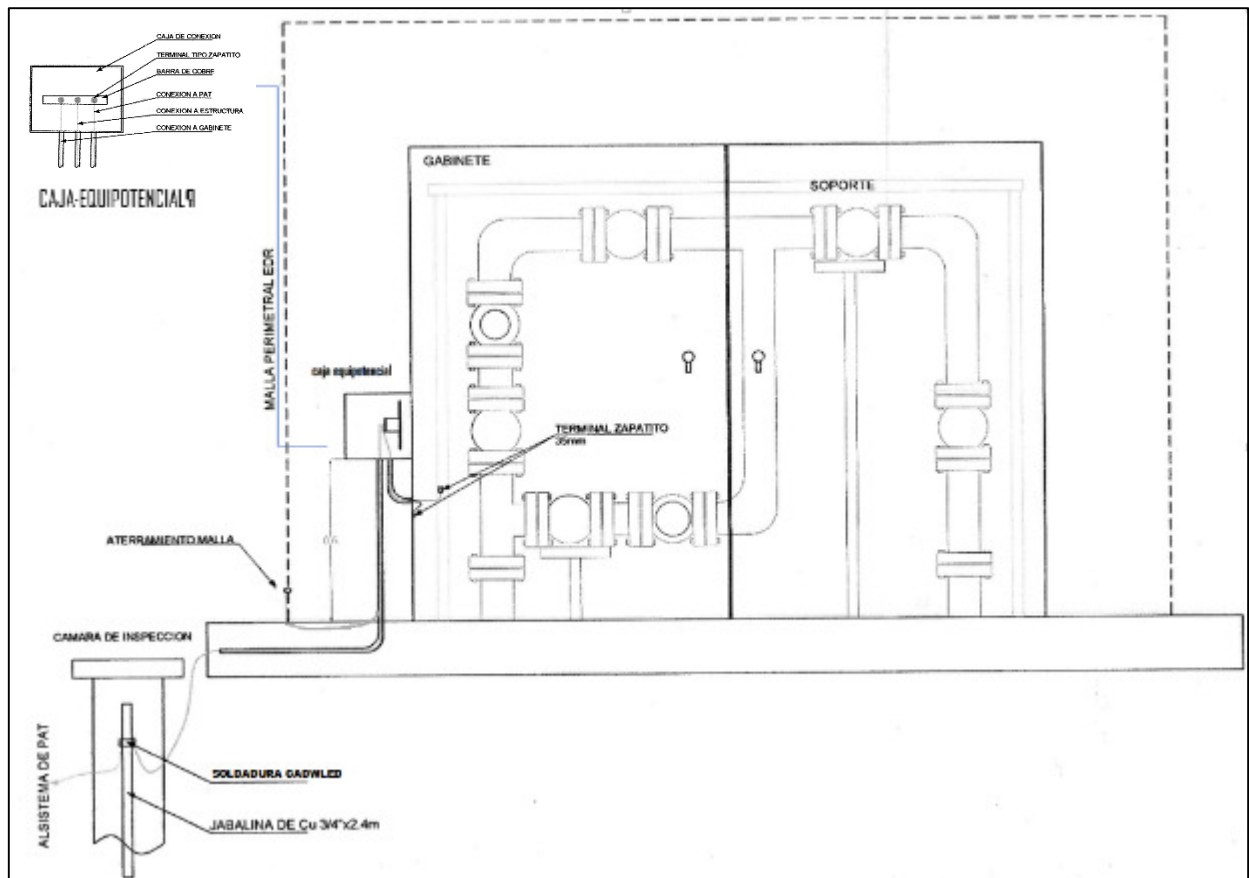 CAJA DE CONEXION
TERMINAL TIPO ZAPATITO
BARRA DE COBRE
CONEXION A PAT
CONEXION A ESTRUCTURA
CONEXION A GABINETE
CAJA-EQUIPOTENCIAL¶
MALLA PERIMETRAL EDR
GABINETE
SOPORTE
caja equipotencial
TERMINAL ZAPATITO
35mm
ATERRAMIENTO MALLA
CAMARA DE INSPECCION
ALSISTEMA DE PAT
SOLDADURA CADWLED
JABALINA DE Cu 3/4"x2.4m